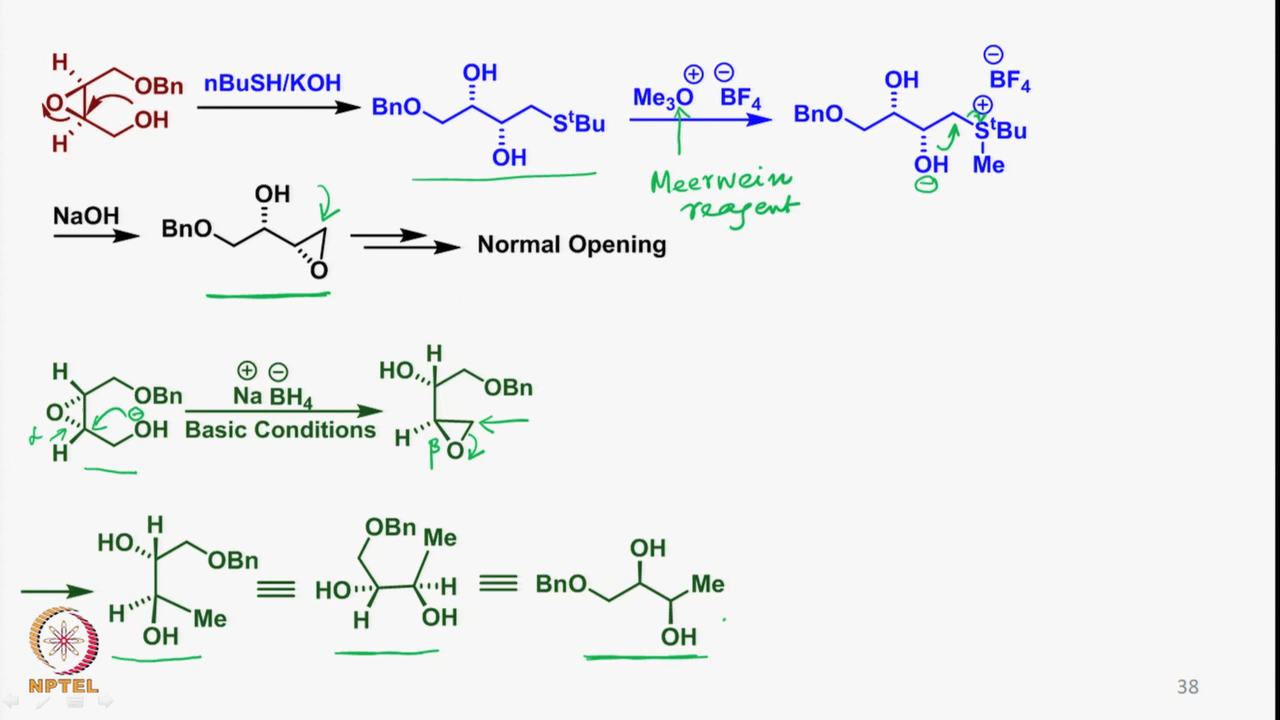 H
OBn
O
OH
H
nBuSH/KOH
OH
BnO
StBu
OH
Me3O ⊕ ⊖ BF4
Meerwein
reagent
OH
BnO
⊖
BF4
⊕
StBu
OH
Me
⊖
NaOH
OH
BnO
O
Normal Opening
H
OBn
O
⊖
OH
α
H
⊕ ⊖
Na BH4
Basic Conditions
H
HO
OBn
H
β
O
H
HO
OBn
H
Me
OH
≡
OBn
Me
HO
H
H
OH
≡
OH
BnO
Me
OH
NPTEL
38